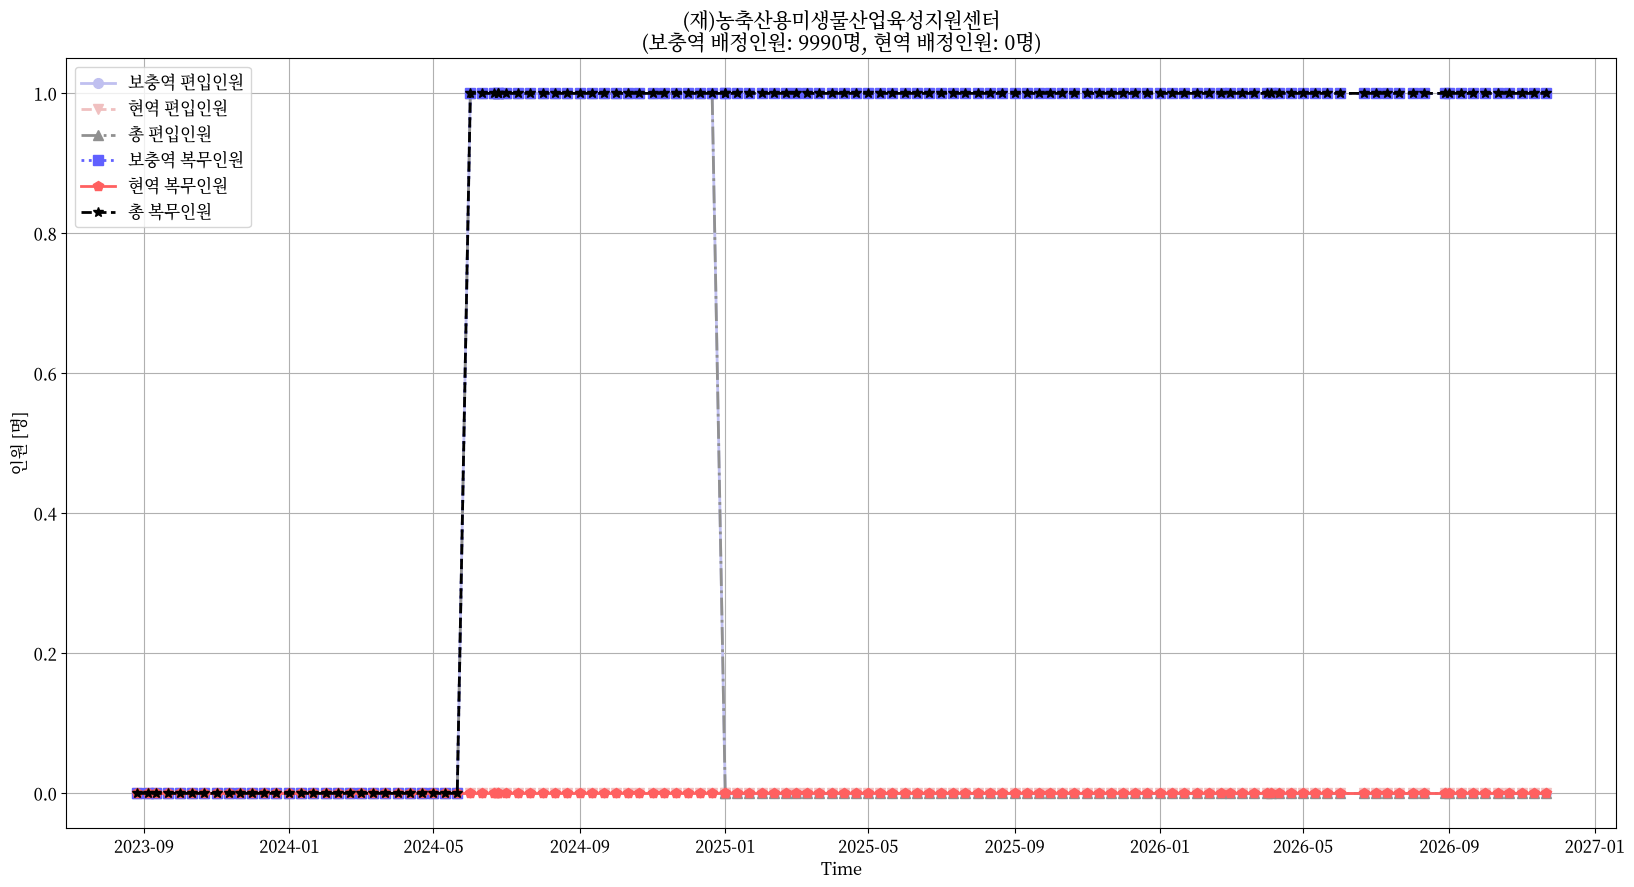 (재)농축산용미생물산업육성지원센터
(보충역 배정인원: 9990명, 현역 배정인원: 0명)
보충역 편입인원
현역 편입인원
총 편입인원
보충역 복무인원
현역 복무인원
총 복무인원
인원 [명]
1.0
0.8
0.6
0.4
0.2
0.0
2023-09
2024-01
2024-05
2024-09
2025-01
2025-05
2025-09
2026-01
2026-05
2026-09
2027-01
Time